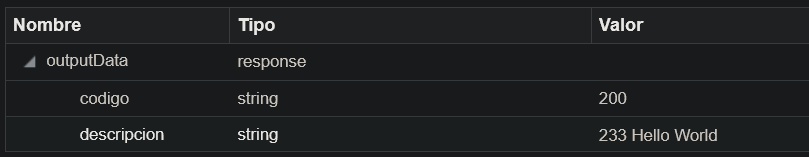 Nombre Tipo Valor
outputData response
codigo string 200
descripcion string 233 Hello World